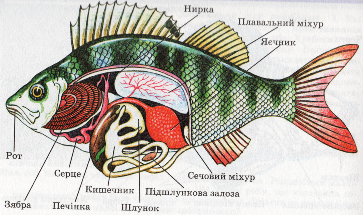 Нирка
Плавальний міхур
Яєчник
Рот
Серце
Сечовий міхур
Кишечник
Підшлункова залоза
Зябра
Печінка
Шлунок